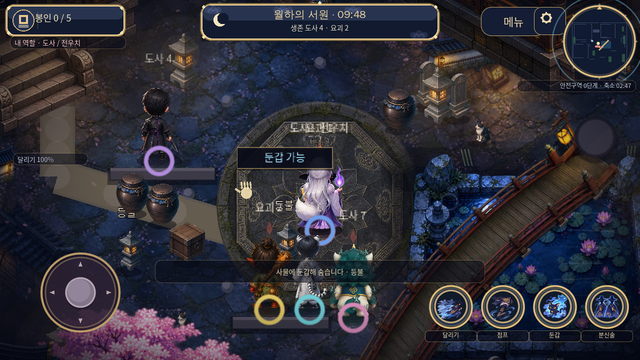 봉인 0 / 5
내 역할 · 도사 / 전우치
월하의 서원 · 09:48
생존 도사 4 · 요괴 2
메뉴
안전구역 0단계 · 축소 02:47
도사 4
달리기 100%
둔갑 가능
등불
도사 7
사물에 둔갑해 숨습니다 · 등불
달리기
점프
둔갑
분신술